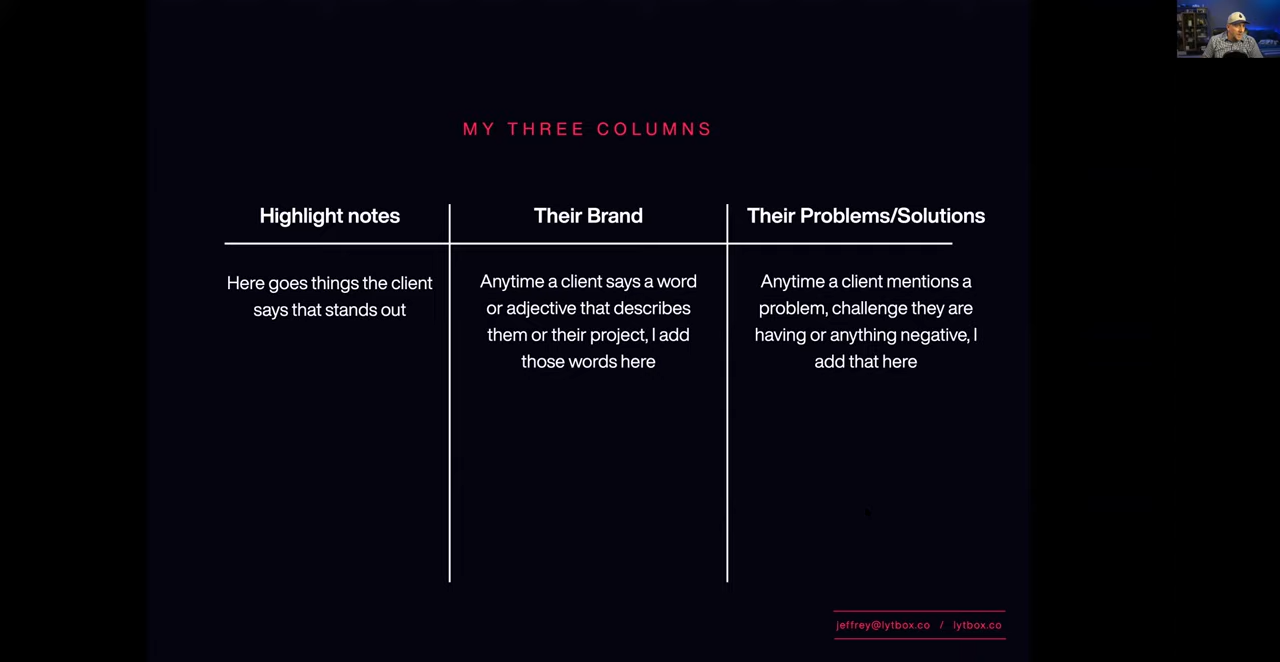 MY THREE COLUMNS
Highlight notes
Here goes things the client
says that stands out
Their Brand
Anytime a client says a word
or adjective that describes
them or their project, I add
those words here
Their Problems/Solutions
Anytime a client mentions a
problem, challenge they are
having or anything negative, I
add that here
jeffrey@lytbox.co / lytbox.co